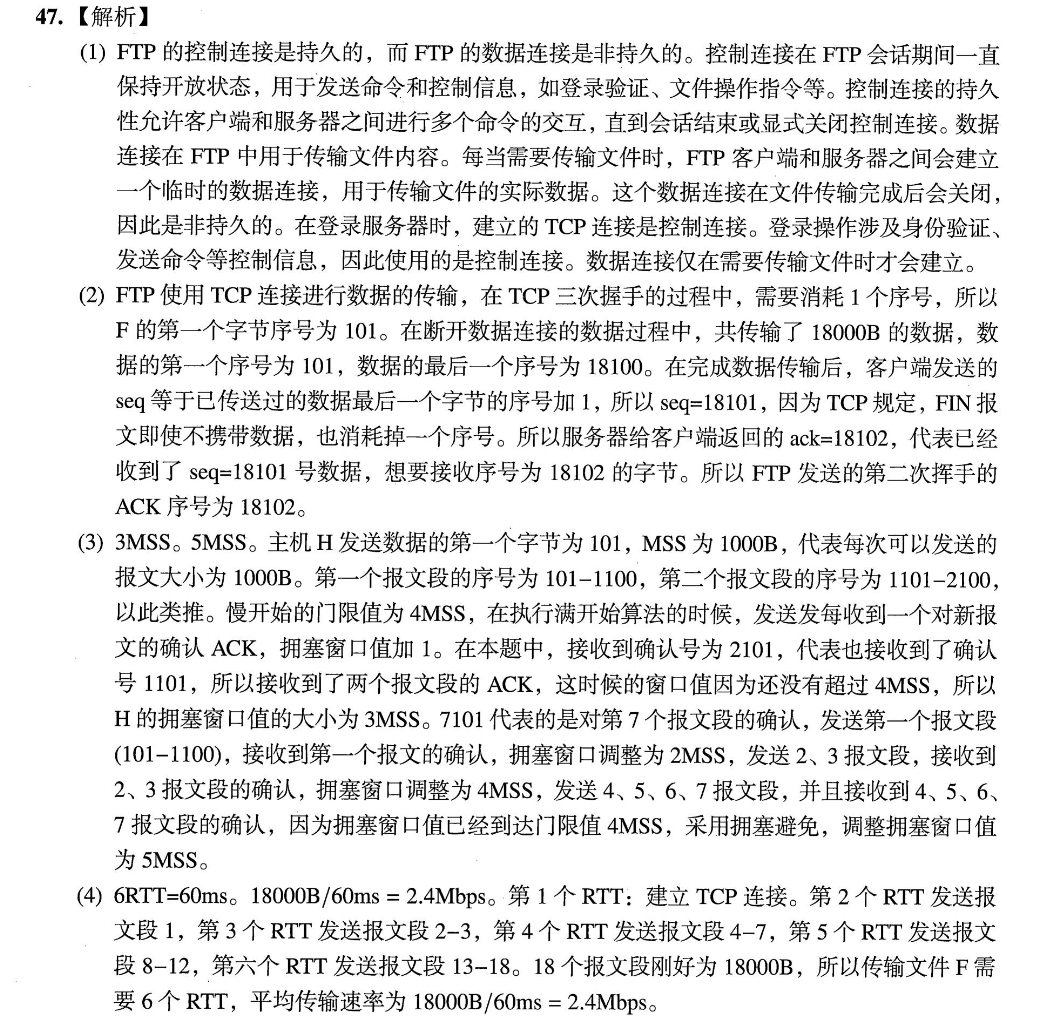 47.【解析】
(1) FTP 的控制连接是持久的，而 FTP 的数据连接是非持久的。控制连接在 FTP 会话期间一直
保持开放状态，用于发送命令和控制信息，如登录验证、文件操作指令等。控制连接的持久
性允许客户端和服务器之间进行多个命令的交互，直到会话结束或显式关闭控制连接。数据
连接在 FTP 中用于传输文件内容。每当需要传输文件时，FTP 客户端和服务器之间会建立
一个临时的数据连接，用于传输文件的实际数据。这个数据连接在文件传输完成后会关闭，
因此是非持久的。在登录服务器时，建立的 TCP 连接是控制连接。登录操作涉及身份验证、
发送命令等控制信息，因此使用的是控制连接。数据连接仅在需要传输文件时才会建立。
(2) FTP 使用 TCP 连接进行数据的传输，在 TCP 三次握手的过程中，需要消耗 1 个序号，所以
F 的第一个字节序号为 101。在断开数据连接的数据过程中，共传输了 18000B 的数据，数
据的第一个序号为 101，数据的最后一个序号为 18100。在完成数据传输后，客户端发送的
seq 等于已传送过的数据最后一个字节的序号加 1，所以 seq=18101，因为 TCP 规定，FIN 报
文即使不携带数据，也消耗掉一个序号。所以服务器给客户端返回的 ack=18102，代表已经
收到了 seq=18101 号数据，想要接收序号为 18102 的字节。所以 FTP 发送的第二次挥手的
ACK 序号为 18102。
(3) 3MSS。5MSS。主机 H 发送数据的第一个字节为 101，MSS 为 1000B，代表每次可以发送的
报文大小为 1000B。第一个报文段的序号为 101–1100，第二个报文段的序号为 1101–2100，
以此类推。慢开始的门限值为 4MSS，在执行满开始算法的时候，发送发每收到一个对新报
文的确认 ACK，拥塞窗口值加 1。在本题中，接收到确认号为 2101，代表也接收到了确认
号 1101，所以接收到了两个报文段的 ACK，这时候的窗口值因为还没有超过 4MSS，所以
H 的拥塞窗口值的大小为 3MSS。7101 代表的是对第 7 个报文段的确认，发送第一个报文段
(101–1100)，接收到第一个报文的确认，拥塞窗口调整为 2MSS，发送 2、3 报文段，接收到
2、3 报文段的确认，拥塞窗口调整为 4MSS，发送 4、5、6、7 报文段，并且接收到 4、5、6、
7 报文段的确认，因为拥塞窗口值已经到达门限值 4MSS，采用拥塞避免，调整拥塞窗口值
为 5MSS。
(4) 6RTT=60ms。18000B/60ms = 2.4Mbps。第 1 个 RTT：建立 TCP 连接。第 2 个 RTT 发送报
文段 1，第 3 个 RTT 发送报文段 2–3，第 4 个 RTT 发送报文段 4–7，第 5 个 RTT 发送报文
段 8–12，第六个 RTT 发送报文段 13–18。18 个报文段刚好为 18000B，所以传输文件 F 需
要 6 个 RTT，平均传输速率为 18000B/60ms = 2.4Mbps。